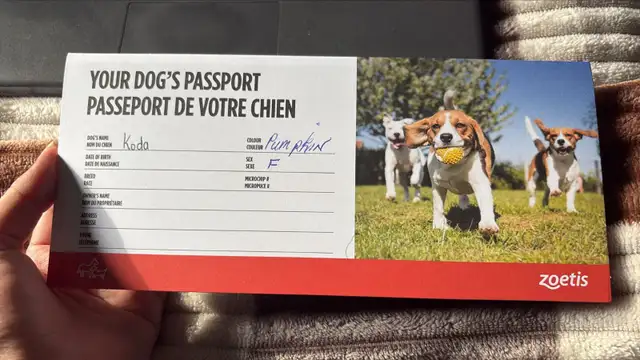 YOUR DOG'S PASSPORT
PASSEPORT DE VOTRE CHIEN
DOG'S NAME
NOM DU CHIEN Koda
COLOUR
COULEUR Pumpkin
DATE OF BIRTH
DATE DE NAISSANCE
SEX
SEXE F
BREED
RACE
MICROCHIP #
MICROPUCE #
OWNER'S NAME
NOM DU PROPRIÉTAIRE
ADDRESS
ADRESSE
PHONE
TÉLÉPHONE
zoetis